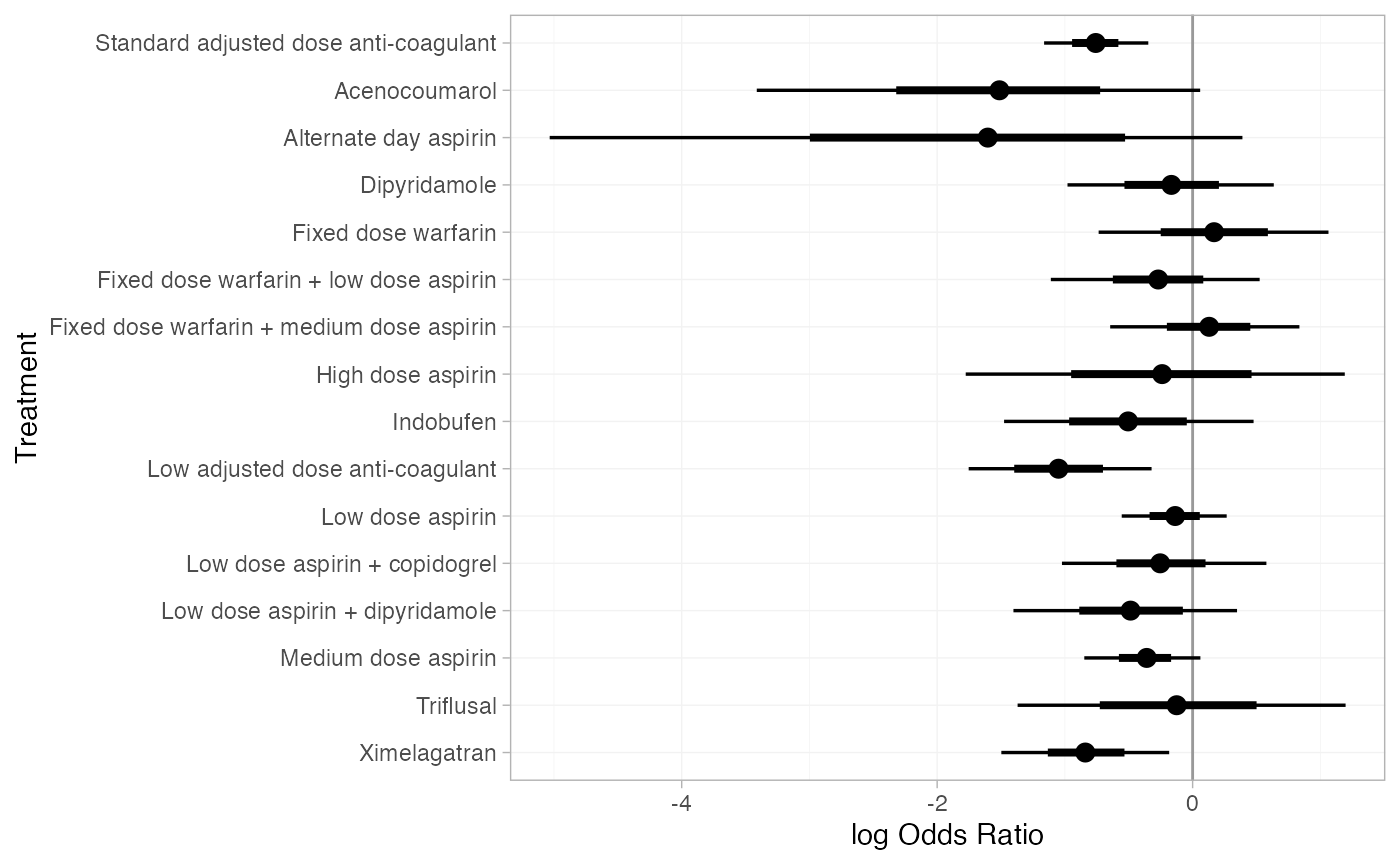 Standard adjusted dose anti-coagulant
Acenocoumarol
Alternate day aspirin
Dipyridamole
Fixed dose warfarin
Fixed dose warfarin + low dose aspirin
Fixed dose warfarin + medium dose aspirin
High dose aspirin
Indobufen
Low adjusted dose anti-coagulant
Low dose aspirin
Low dose aspirin + copidogrel
Low dose aspirin + dipyridamole
Medium dose aspirin
Triflusal
Ximelagatran
Treatment
-4 -2 0
log Odds Ratio